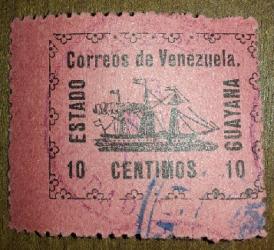 Correos de Venezuela.
ESTADO
GUAYANA
10 CENTIMOS 10